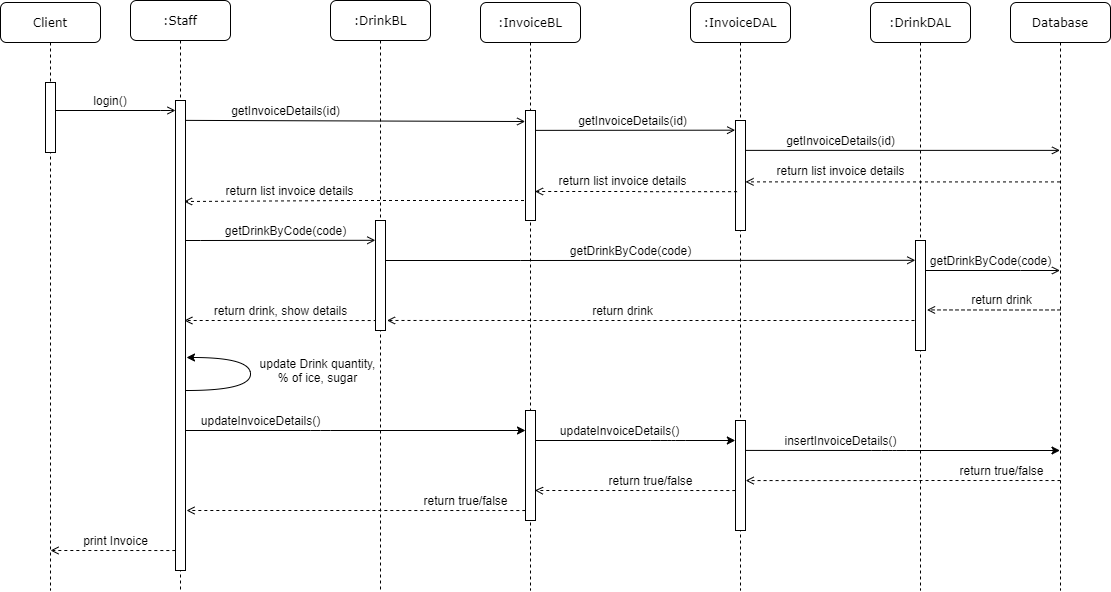 Client
:Staff
:DrinkBL
:InvoiceBL
:InvoiceDAL
:DrinkDAL
Database
login()
getInvoiceDetails(id)
getInvoiceDetails(id)
getInvoiceDetails(id)
return list invoice details
return list invoice details
return list invoice details
getDrinkByCode(code)
getDrinkByCode(code)
getDrinkByCode(code)
return drink
return drink
return drink, show details
update Drink quantity,
% of ice, sugar
updateInvoiceDetails()
updateInvoiceDetails()
insertInvoiceDetails()
return true/false
return true/false
return true/false
print Invoice